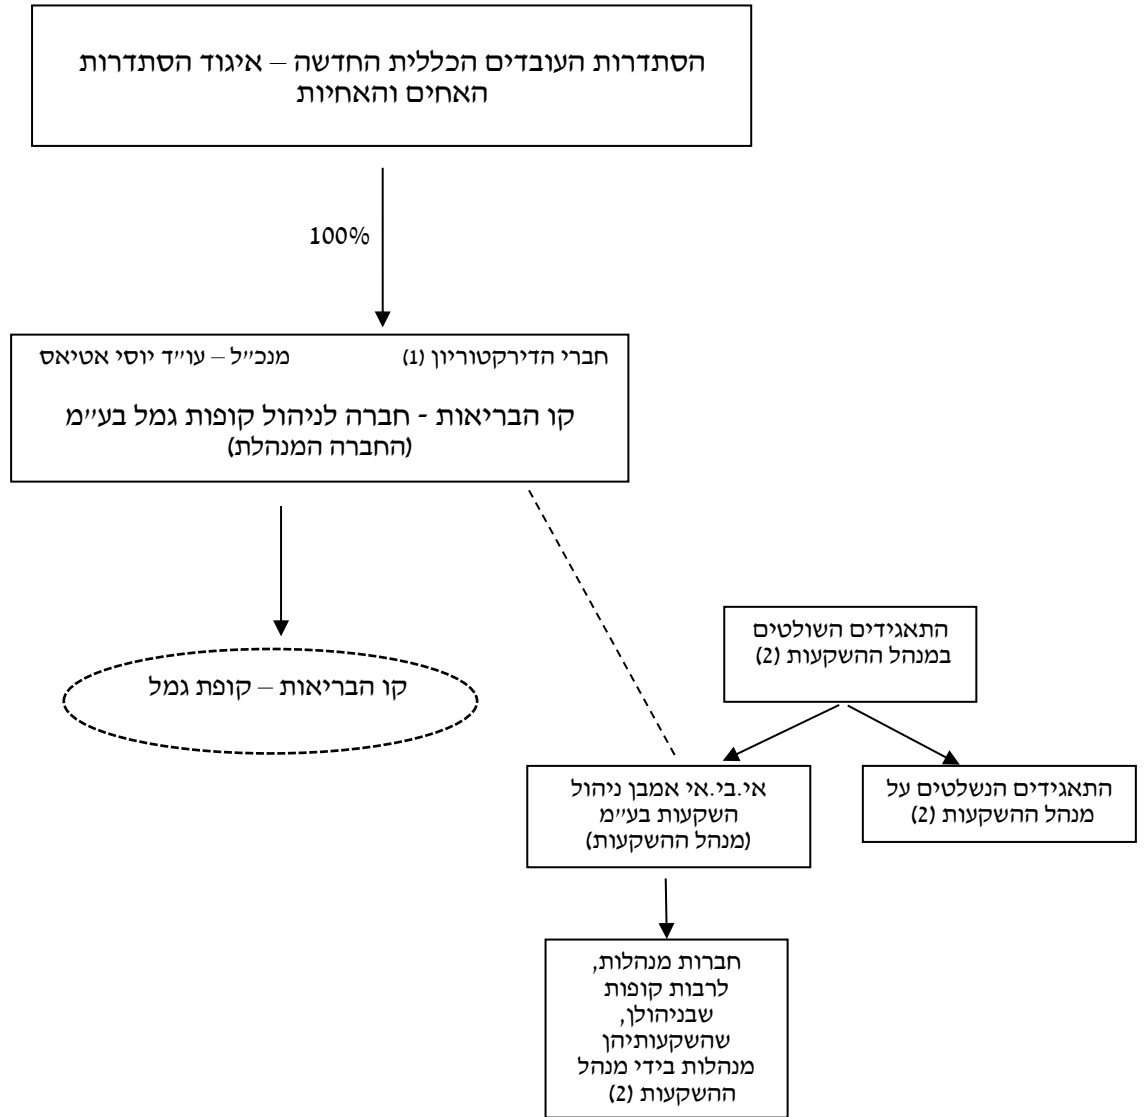 הסתדרות העובדים הכללית החדשה – איגוד הסתדרות
האחים והאחיות
100%
חברי הדירקטוריון (1)
מנכ״ל – עו״ד יוסי אטיאס
קו הבריאות - חברה לניהול קופות גמל בע״מ
(החברה המנהלת)
קו הבריאות – קופת גמל
התאגידים השולטים
במנהל ההשקעות (2)
התאגידים הנשלטים על
מנהל ההשקעות (2)
אי.בי.אי אמבן ניהול
השקעות בע״מ
(מנהל ההשקעות)
חברות מנהלות,
לרבות קופות
שבניהולן,
שהשקעותיהן
מנהלות בידי מנהל
ההשקעות (2)